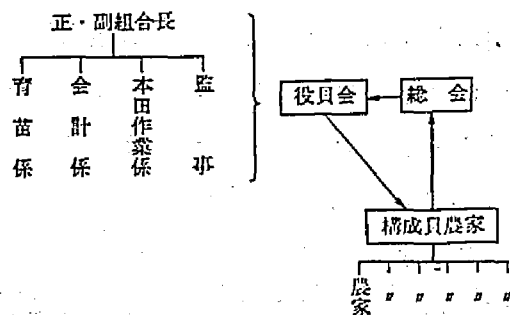 正・副組合長
育苗係
会計係
本田作業係
監事
役員会
総会
構成員農家
農家
〃
〃
〃
〃
〃